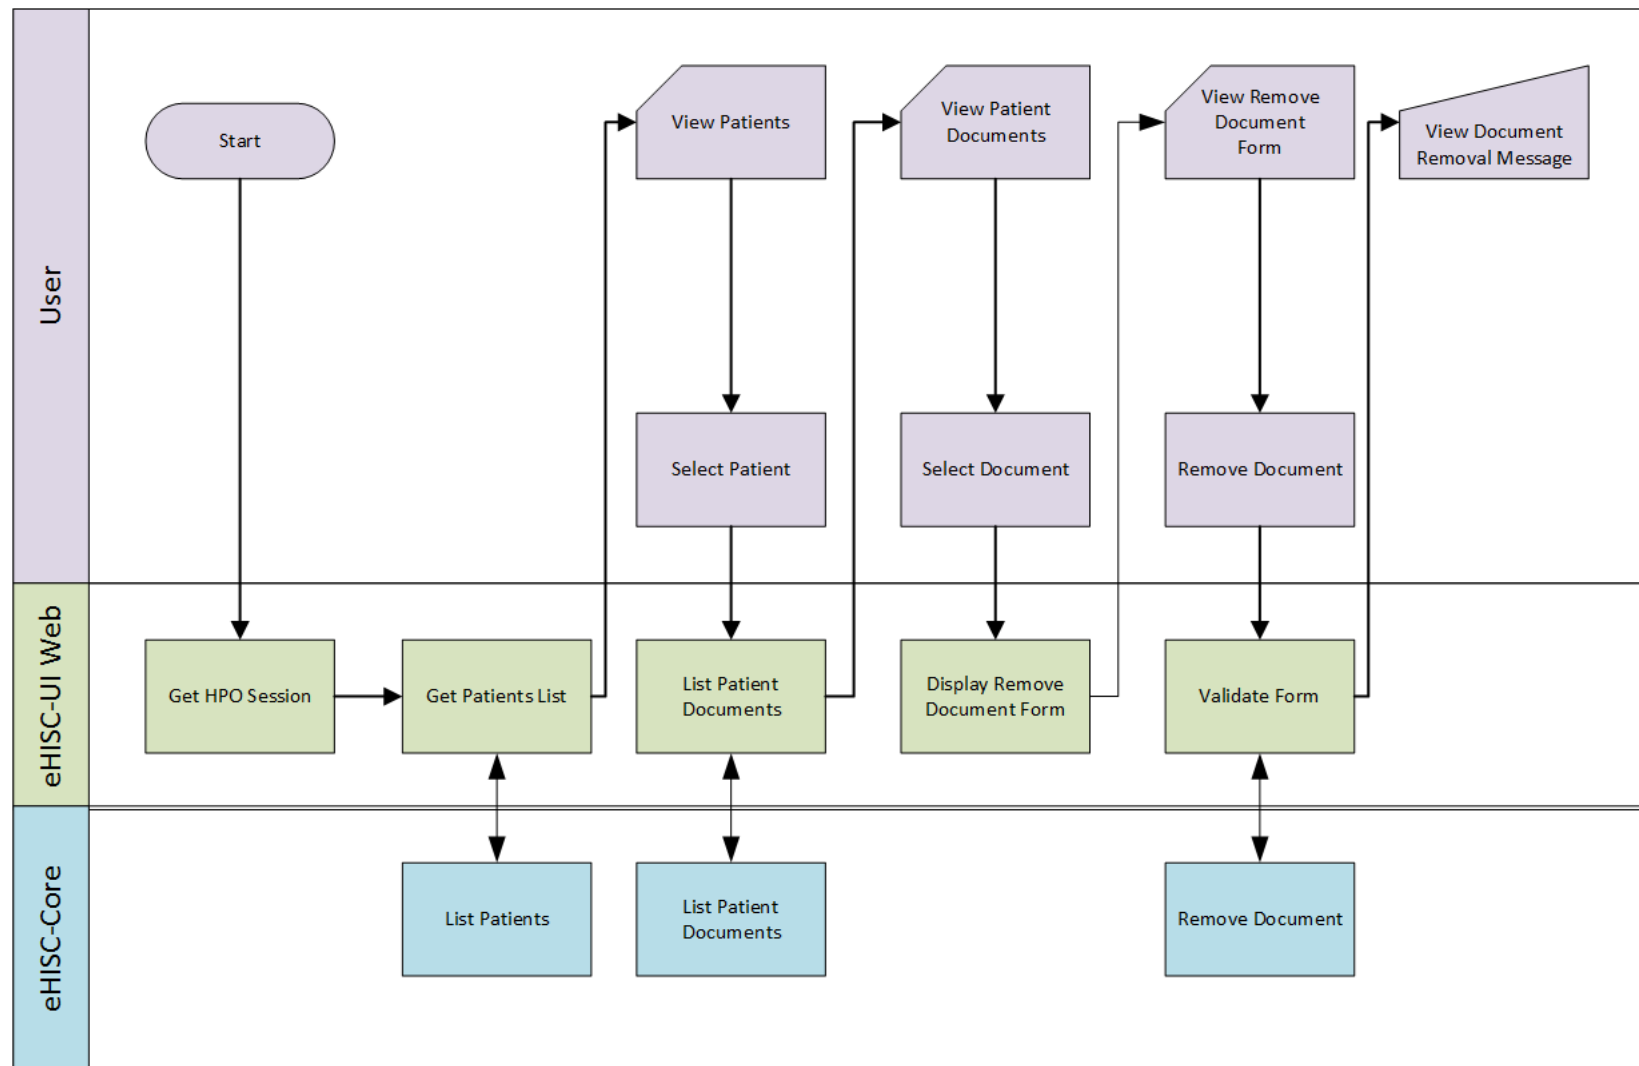 User
Start
View Patients
View Patient
Documents
View Remove
Document
Form
View Document
Removal Message
Select Patient
Select Document
Remove Document
eHISC-UI Web
Get HPO Session
Get Patients List
List Patient
Documents
Display Remove
Document Form
Validate Form
eHISC-Core
List Patients
List Patient
Documents
Remove Document